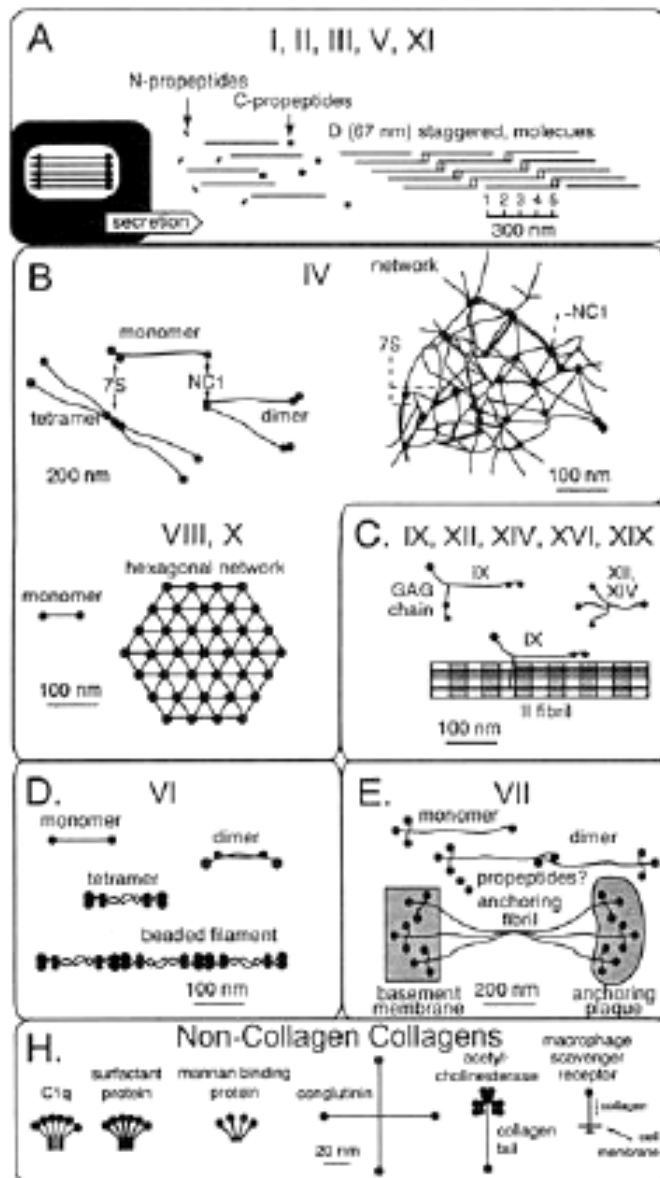 A
I, II, III, V, XI
N-propeptides
C-propeptides
D (67 nm) staggered, molecues
secretion
1 2 3 4 5
300 nm
B
IV
monomer
7S
NC1
tetramer
dimer
200 nm
network
-NC1
7S
100 nm
VIII, X
hexagonal network
monomer
100 nm
C. IX, XII, XIV, XVI, XIX
IX
GAG
chain
XII,
XIV
IX
II fibril
100 nm
D.
VI
monomer
dimer
tetramer
beaded filament
100 nm
E.
VII
monomer
dimer
propeptides?
anchoring
fibril
basement
membrane
200 nm
anchoring
plaque
H.
Non-Collagen Collagens
C1q
surfactant
protein
mannan binding
protein
conglutinin
20 nm
acetyl-
cholinesterase
collagen
tail
macrophage
scavenger
receptor
collagen
cell
membrane